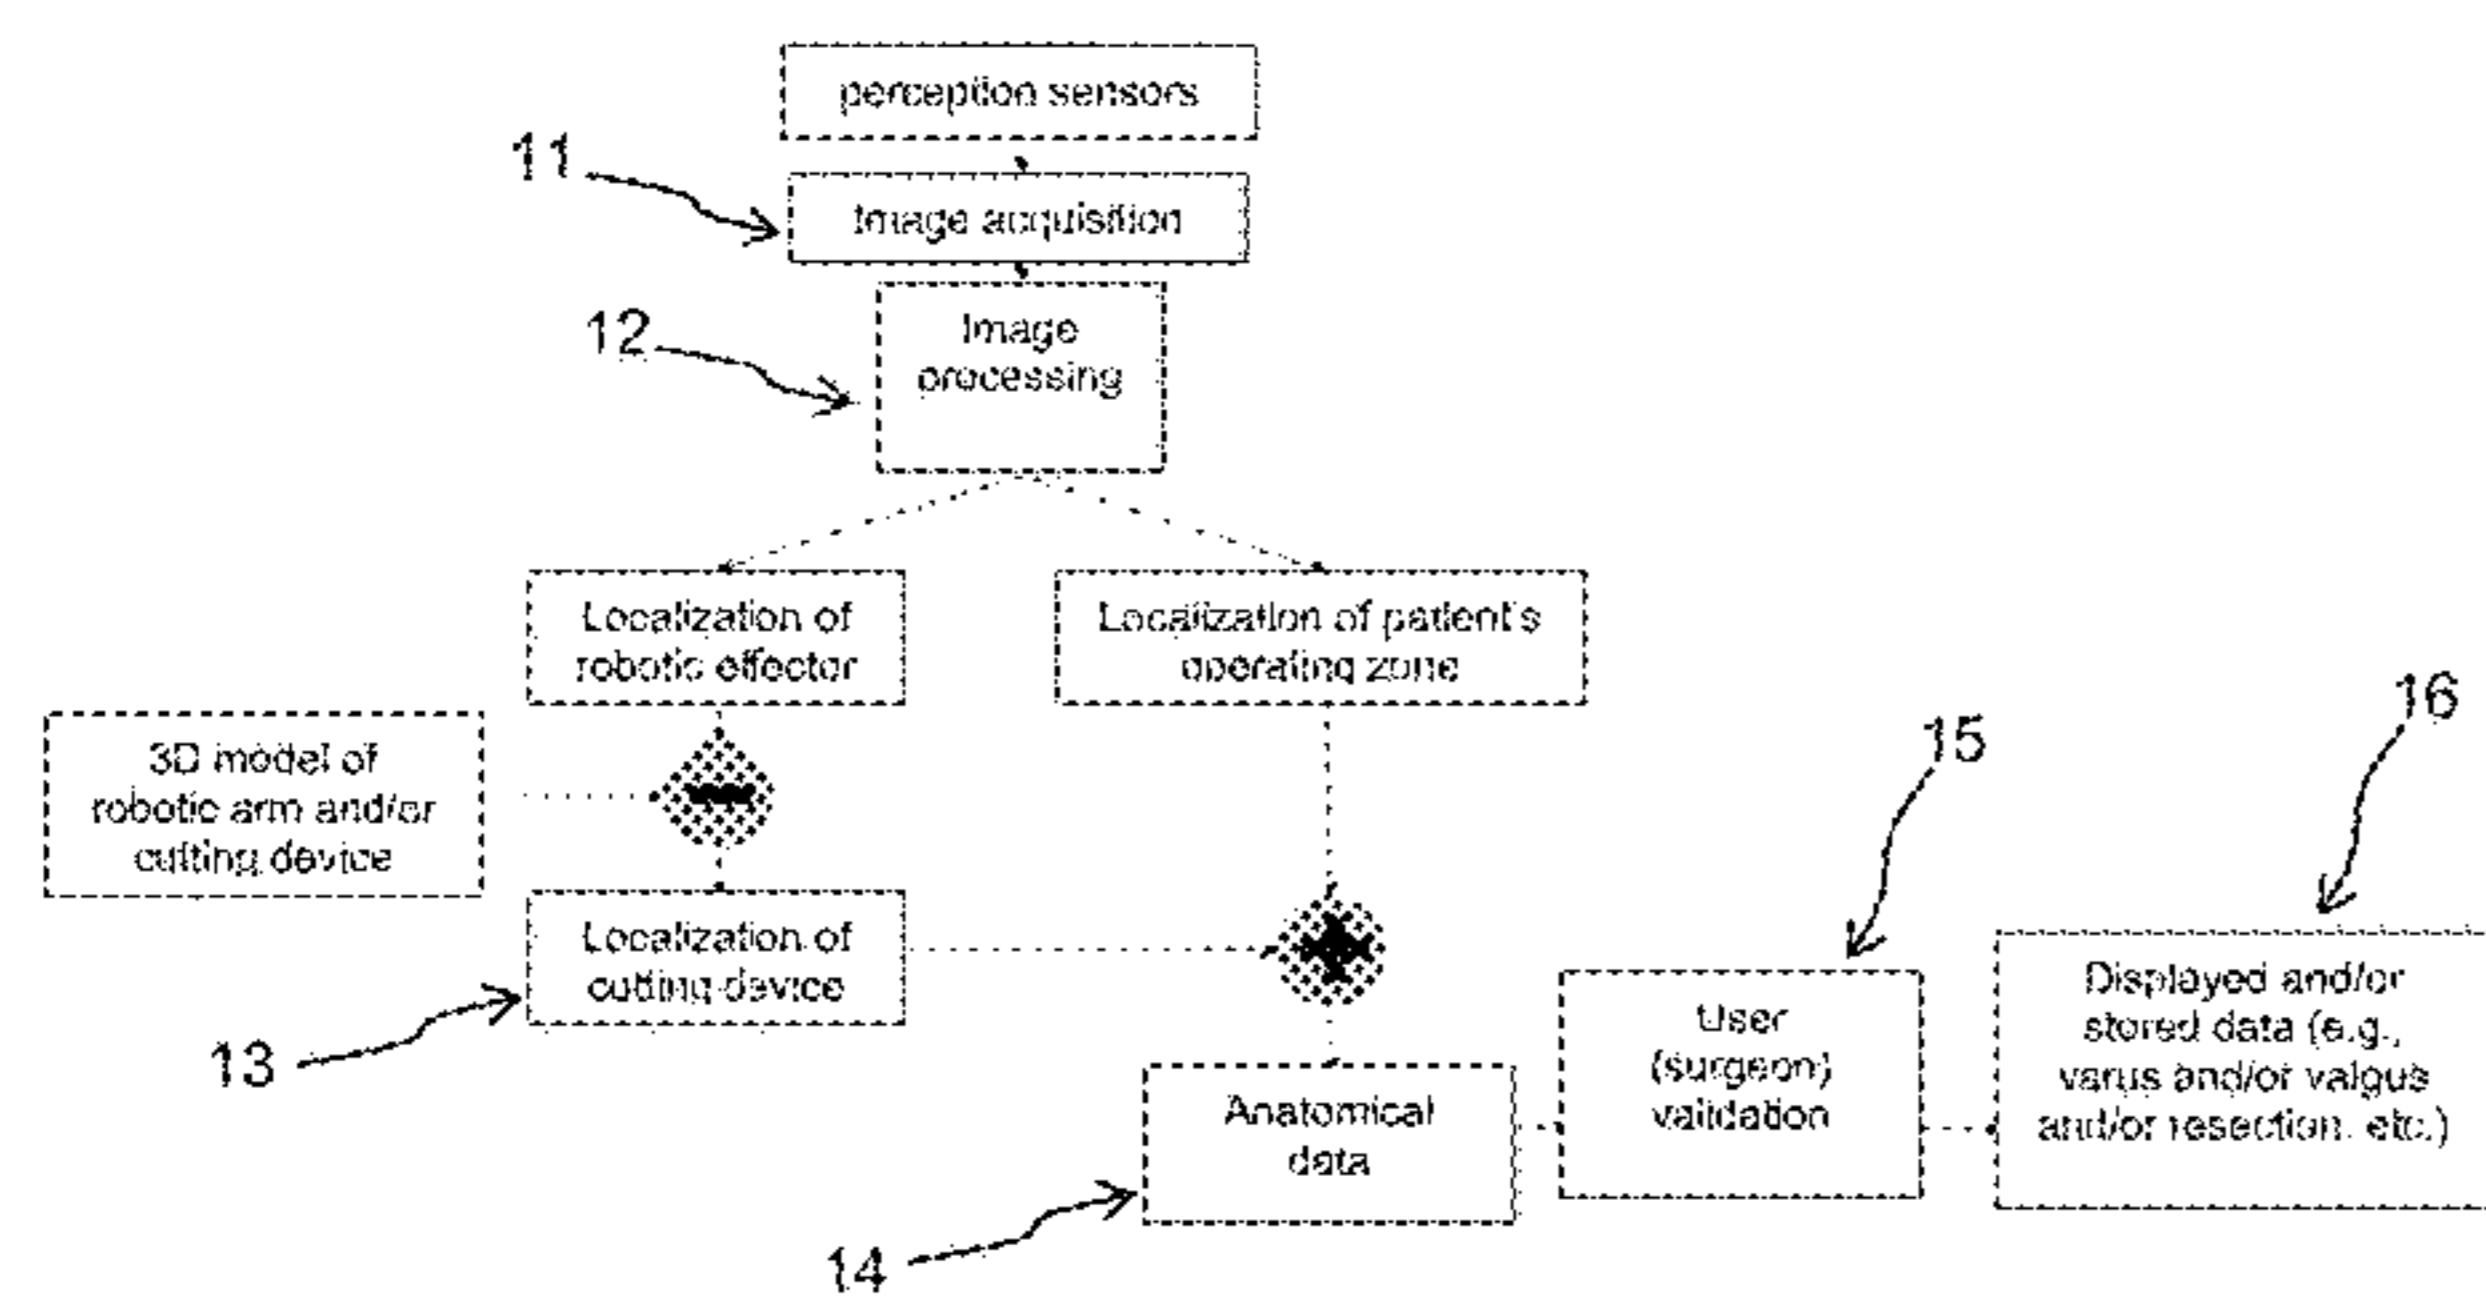 perception sensors
11
Image acquisition
12
Image
processing
Localization of
robotic effector
Localization of patient's
operating zone
3D model of
robotic arm and/or
cutting device
15
16
Localization of
cutting device
13
User
(surgeon)
validation
Displayed and/or
stored data (e.g.,
varus and/or valgus
and/or resection, etc.)
Anatomical
data
14